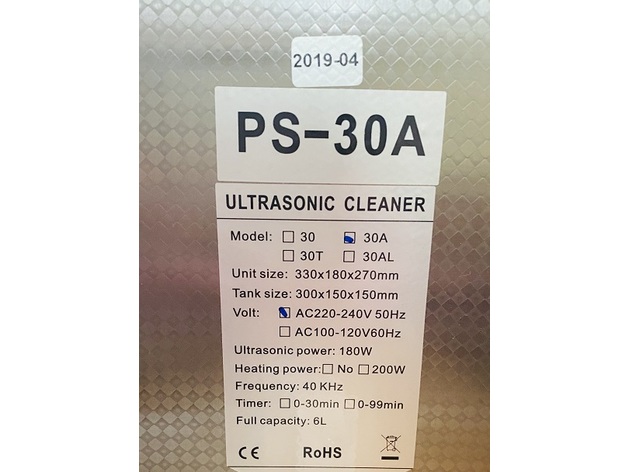 2019-04
PS-30A
ULTRASONIC CLEANER
Model: □ 30 ☑ 30A
□ 30T □ 30AL
Unit size: 330x180x270mm
Tank size: 300x150x150mm
Volt: ☑ AC220-240V 50Hz
□ AC100-120V60Hz
Ultrasonic power: 180W
Heating power: □ No □ 200W
Frequency: 40 KHz
Timer: □ 0-30min □ 0-99min
Full capacity: 6L
CE RoHS